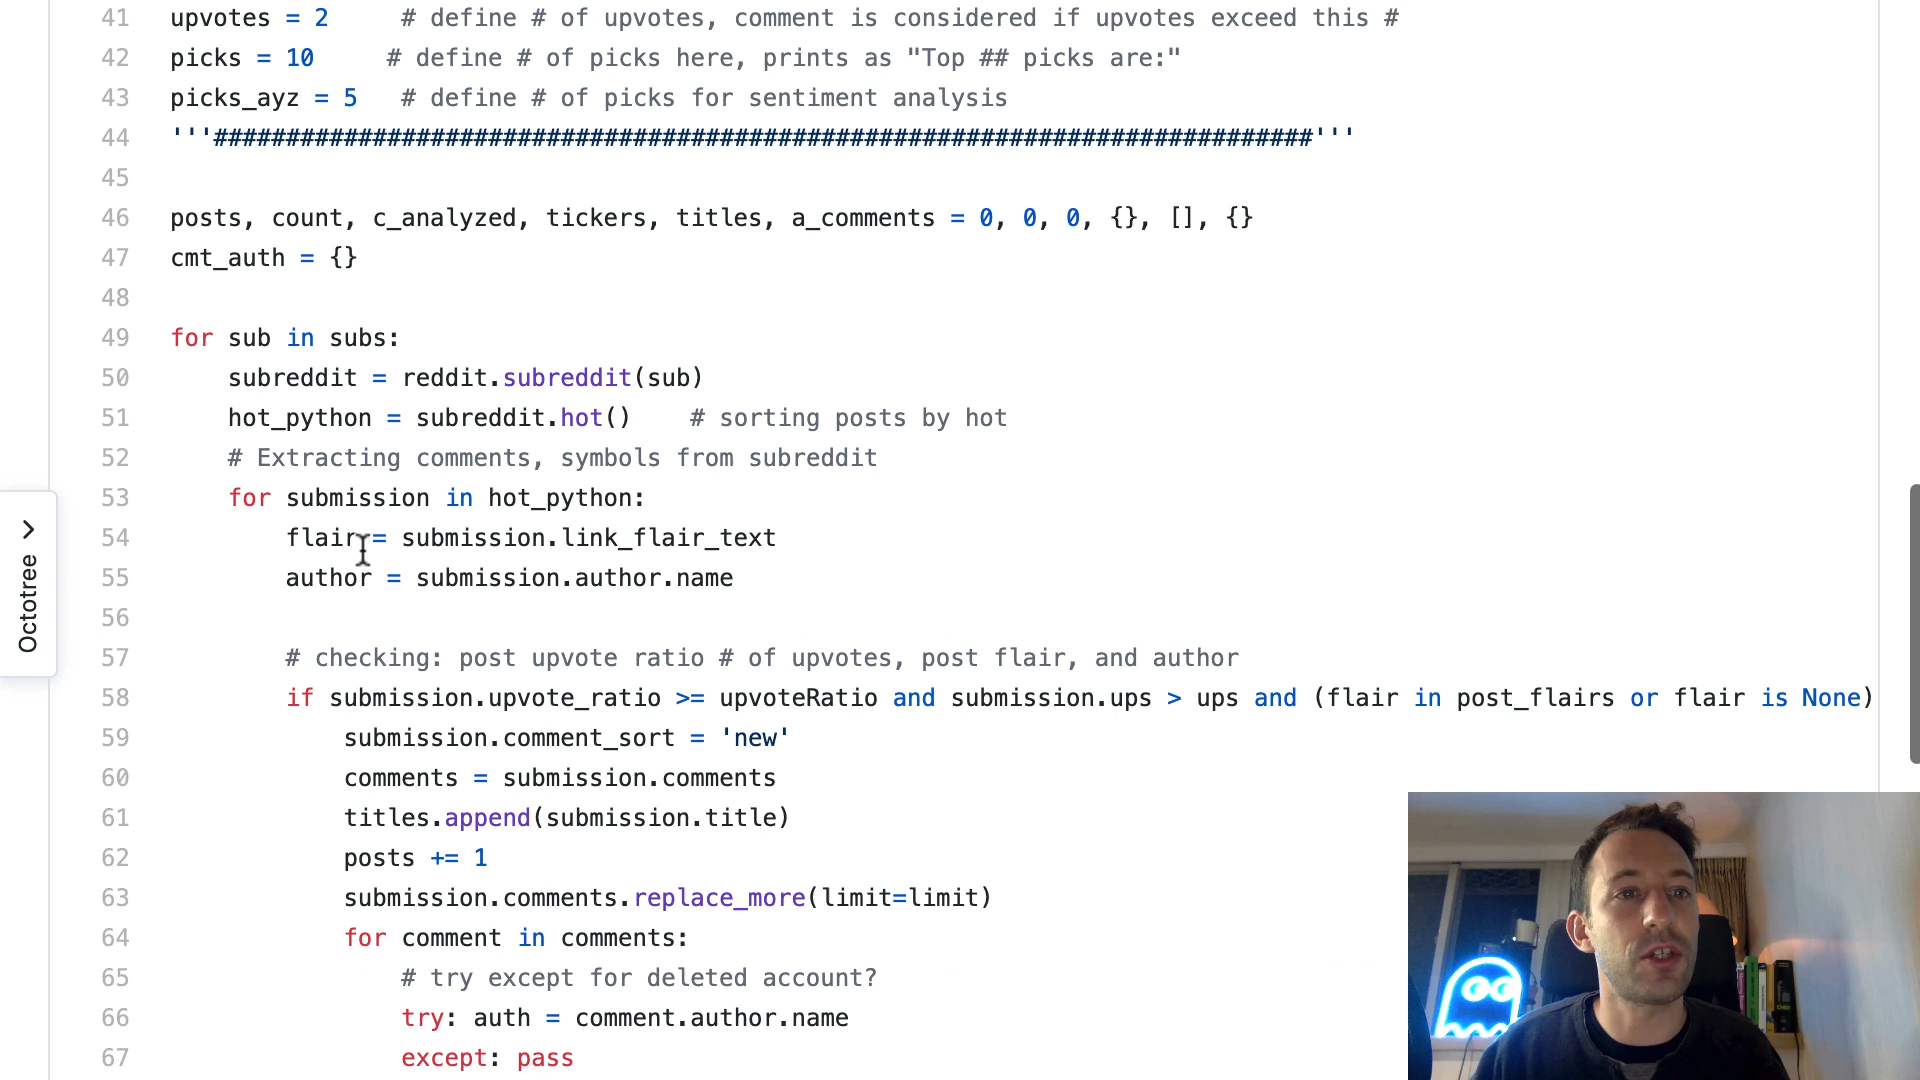 41 upvotes = 2 # define # of upvotes, comment is considered if upvotes exceed this #
42 picks = 10 # define # of picks here, prints as "Top ## picks are:"
43 picks_ayz = 5 # define # of picks for sentiment analysis
44 '''############################################################################'''
45
46 posts, count, c_analyzed, tickers, titles, a_comments = 0, 0, 0, {}, [], {}
47 cmt_auth = {}
48
49 for sub in subs:
50 subreddit = reddit.subreddit(sub)
51 hot_python = subreddit.hot() # sorting posts by hot
52 # Extracting comments, symbols from subreddit
53 for submission in hot_python:
54 flair = submission.link_flair_text
55 author = submission.author.name
56
57 # checking: post upvote ratio # of upvotes, post flair, and author
58 if submission.upvote_ratio >= upvoteRatio and submission.ups > ups and (flair in post_flairs or flair is None)
59 submission.comment_sort = 'new'
60 comments = submission.comments
61 titles.append(submission.title)
62 posts += 1
63 submission.comments.replace_more(limit=limit)
64 for comment in comments:
65 # try except for deleted account?
66 try: auth = comment.author.name
67 except: pass
Octotree